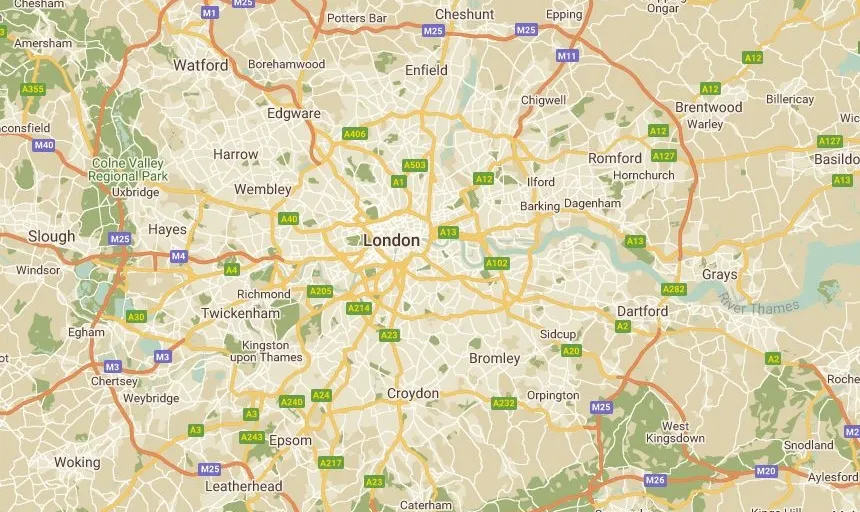 Chesham
M25
Potters Bar
Cheshunt
Epping
Ongar
M1
M25
M25
Amersham
Watford
Borehamwood
Enfield
M11
A12
A355
Edgware
Chigwell
A12
Brentwood
Billericay
Warley
M40
A406
A12
A127
Harrow
Colne Valley
Regional Park
A503
Romford
A127
Basildo
Uxbridge
Wembley
A1
A12
Ilford
Hornchurch
A13
Barking
Dagenham
A40
Slough
Hayes
M25
London
A13
A13
M4
Windsor
A4
A102
Grays
Richmond
A205
A282
River Thames
A30
Twickenham
A214
Dartford
Egham
A23
Sidcup
A2
Kingston
upon Thames
A20
M3
M3
Bromley
A2
Chertsey
Weybridge
A240
A24
Croydon
A232
Orpington
Roche
A3
M25
A3
A243
Epsom
West
Kingsdown
M2
Snodland
Woking
A217
M25
M20
Leatherhead
A23
M26
Aylesford
Caterham